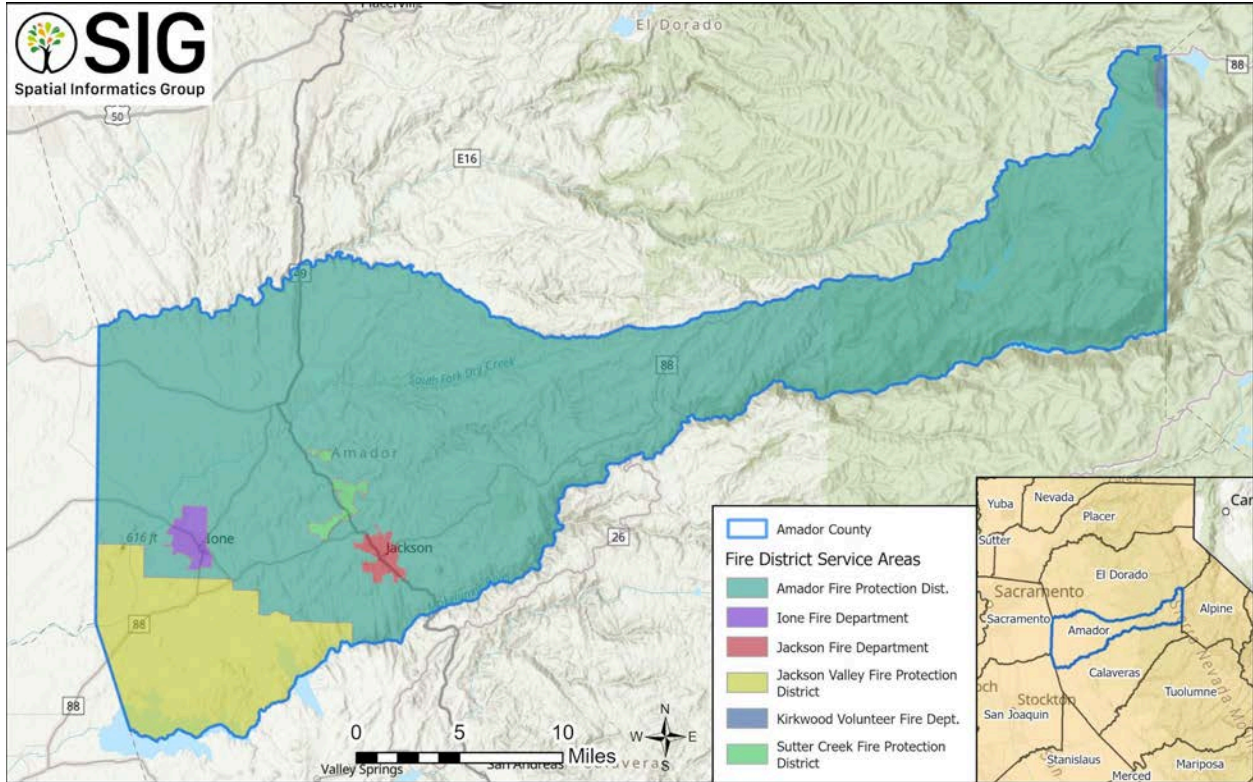 SIG
Spatial Informatics Group
Placerville
El Dorado
88
50
E16
49
South Fork Dry Creek
88
Amador
616 ft
Ione
Jackson
26
88
88
Valley Springs
San Andreas
Calaveras
0 5 10
Miles
N
W E
S
Amador County
Fire District Service Areas
Amador Fire Protection Dist.
Ione Fire Department
Jackson Fire Department
Jackson Valley Fire Protection
District
Kirkwood Volunteer Fire Dept.
Sutter Creek Fire Protection
District
Yuba
Nevada
Placer
Sutter
Car
El Dorado
Sacramento
Sacramento
Amador
Alpine
Calaveras
Stockton
San Joaquin
Tuolumne
Nevada
Stanislaus
Merced
Mariposa